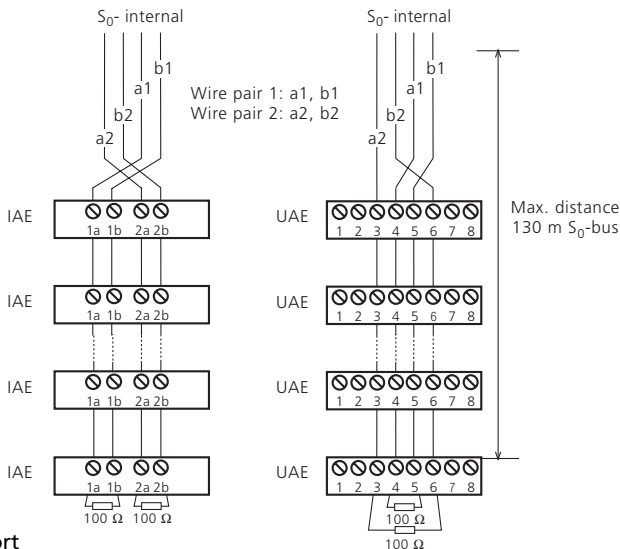 S0- internal
a2
b2
a1
b1
Wire pair 1: a1, b1
Wire pair 2: a2, b2
IAE
1a 1b 2a 2b
IAE
1a 1b 2a 2b
IAE
1a 1b 2a 2b
IAE
1a 1b 2a 2b
100 Ω 100 Ω
S0- internal
a2
b2
a1
b1
UAE
1 2 3 4 5 6 7 8
UAE
1 2 3 4 5 6 7 8
UAE
1 2 3 4 5 6 7 8
UAE
1 2 3 4 5 6 7 8
100 Ω
100 Ω
Max. distance
130 m S0-bus